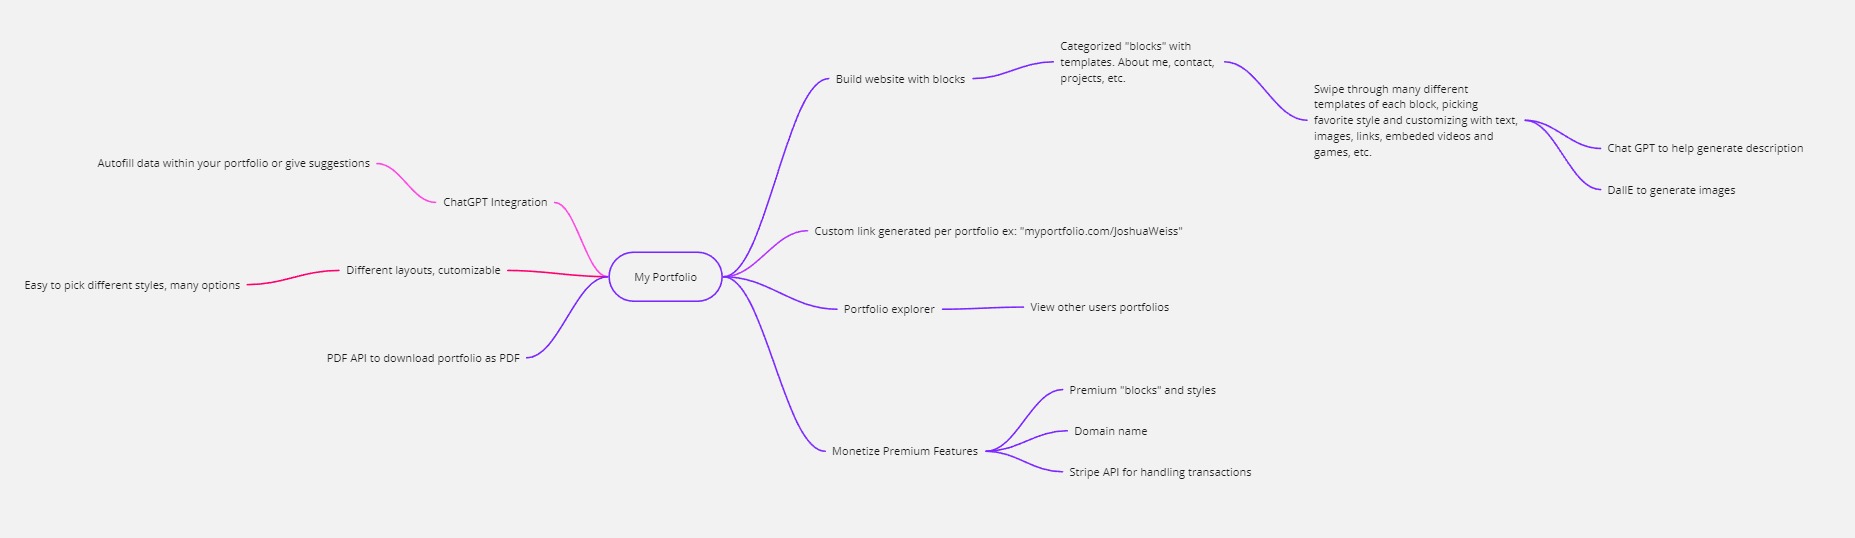 Categorized "blocks" with
templates. About me, contact,
projects, etc.
Build website with blocks
Swipe through many different
templates of each block, picking
favorite style and customizing with text,
images, links, embeded videos and
games, etc.
Chat GPT to help generate description
DallE to generate images
Autofill data within your portfolio or give suggestions
ChatGPT Integration
Custom link generated per portfolio ex: "myportfolio.com/JoshuaWeiss"
Different layouts, cutomizable
Easy to pick different styles, many options
My Portfolio
Portfolio explorer
View other users portfolios
PDF API to download portfolio as PDF
Premium "blocks" and styles
Domain name
Monetize Premium Features
Stripe API for handling transactions